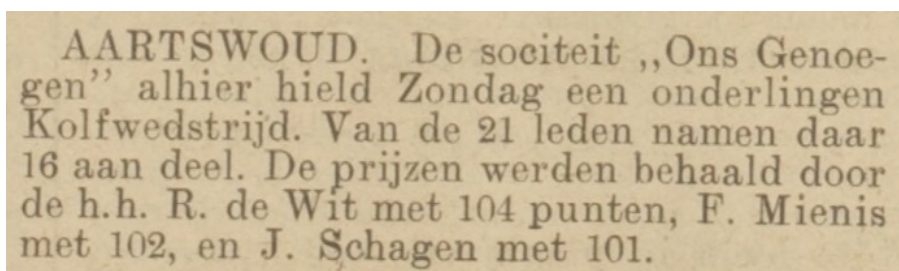 AARTSWOUD. De sociteit ,,Ons Genoe-
gen" alhier hield Zondag een onderlingen
Kolfwedstrijd. Van de 21 leden namen daar
16 aan deel. De prijzen werden behaald door
de h.h. R. de Wit met 104 punten, F. Mienis
met 102, en J. Schagen met 101.